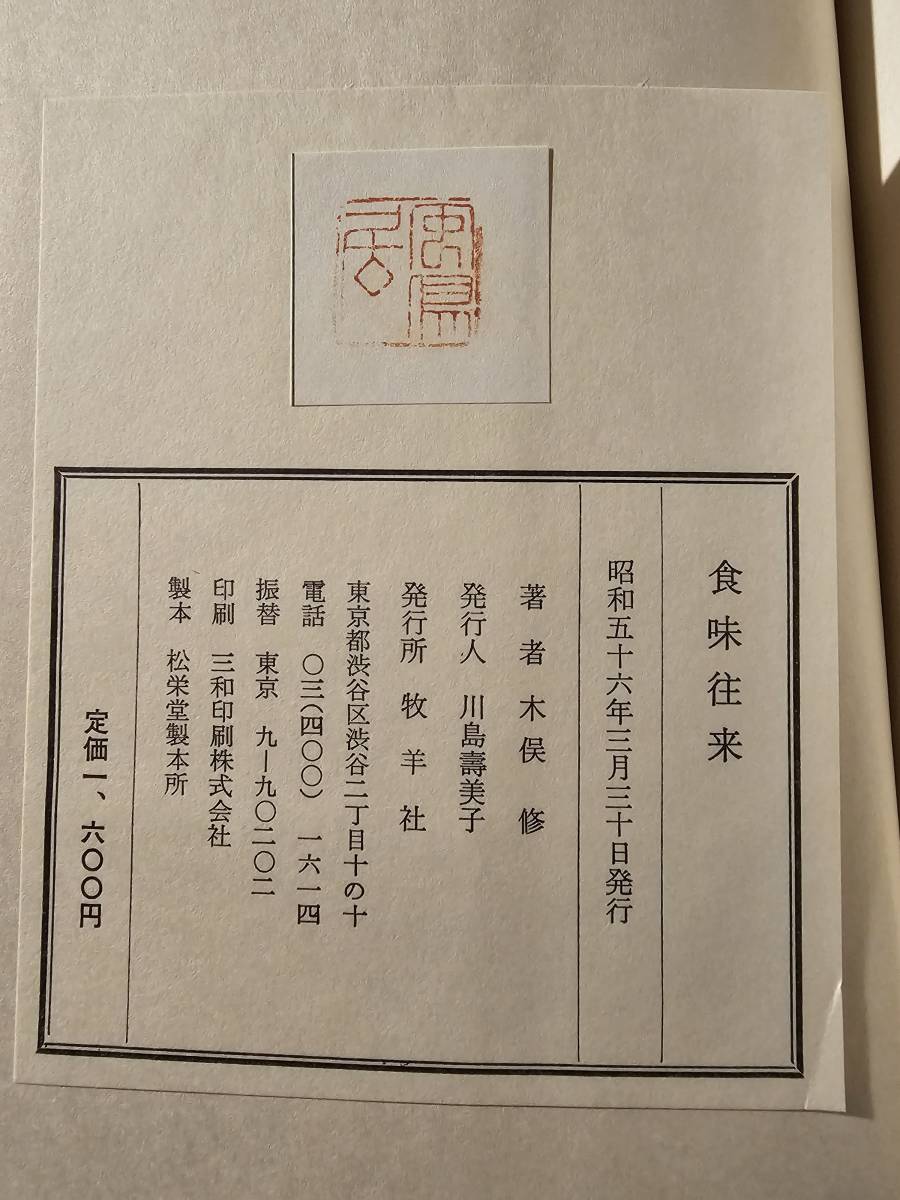 食味往来
昭和五十六年三月三十日発行
著者 木俣修
発行人 川島壽美子
発行所 牧羊社
東京都渋谷区渋谷二丁目十の十
電話 〇三(四〇〇) 一六一四
振替 東京 九―九〇二〇二
印刷 三和印刷株式会社
製本 松栄堂製本所
定価一、六〇〇円